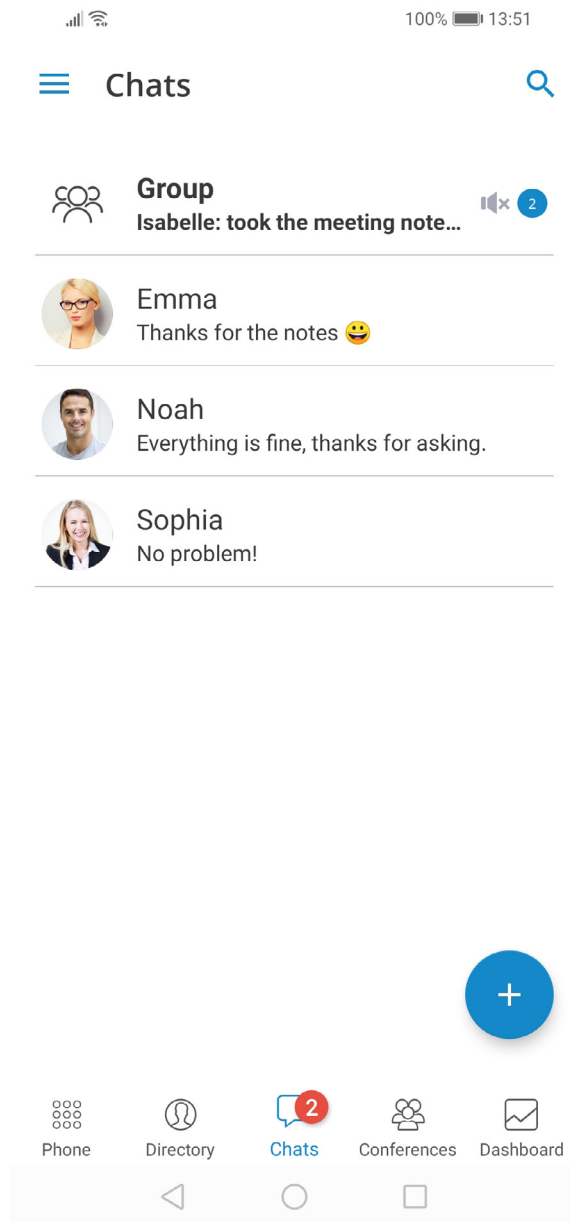 100% 13:51
Chats
Group
Isabelle: took the meeting note...
2
Emma
Thanks for the notes 😀
Noah
Everything is fine, thanks for asking.
Sophia
No problem!
+
2
Phone Directory Chats Conferences Dashboard